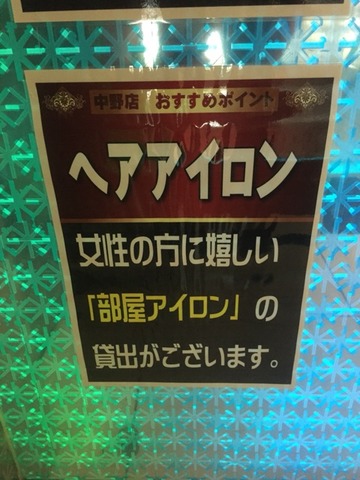 中野店 おすすめポイント
ヘアアイロン
女性の方に嬉しい
「部屋アイロン」の
貸出がございます。